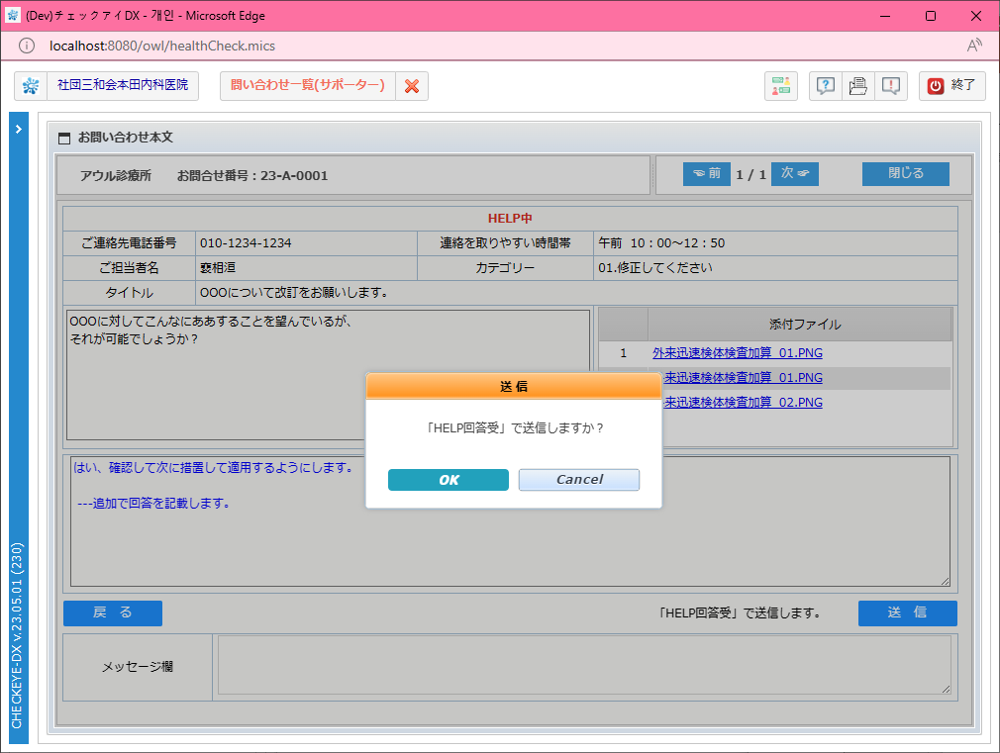 (Dev)チェックアイDX - 개인 - Microsoft Edge
localhost:8080/owl/healthCheck.mics
社団三和会本田内科医院
問い合わせ一覧(サポーター)
終了
お問い合わせ本文
アウル診療所 お問合せ番号：23-A-0001
前 1 / 1 次 閉じる
HELP中
ご連絡先電話番号 010-1234-1234 連絡を取りやすい時間帯 午前 10：00～12：50
ご担当者名 裵相洹 カテゴリー 01.修正してください
タイトル OOOについて改訂をお願いします。
OOOに対してこんなにああすることを望んでいるが、
それが可能でしょうか？
添付ファイル
1 外来迅速検体検査加算_01.PNG
来迅速検体検査加算_01.PNG
来迅速検体検査加算_02.PNG
送 信
「HELP回答受」で送信しますか？
OK Cancel
はい、確認して次に措置して適用するようにします。
---追加で回答を記載します。
戻 る 「HELP回答受」で送信します。 送 信
メッセージ欄
CHECKEYE-DX v.23.05.01 (230)